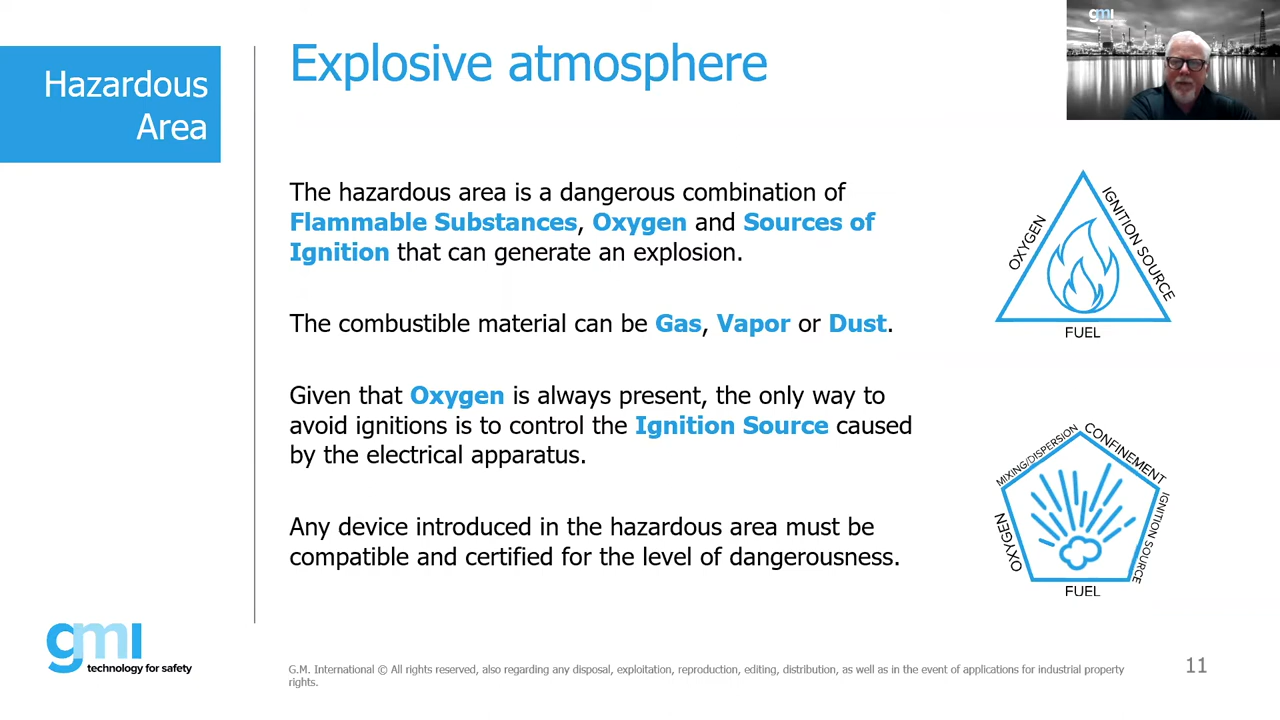 Hazardous
Area
Explosive atmosphere
gmi
The hazardous area is a dangerous combination of
Flammable Substances, Oxygen and Sources of
Ignition that can generate an explosion.
The combustible material can be Gas, Vapor or Dust.
Given that Oxygen is always present, the only way to
avoid ignitions is to control the Ignition Source caused
by the electrical apparatus.
Any device introduced in the hazardous area must be
compatible and certified for the level of dangerousness.
OXYGEN
IGNITION SOURCE
FUEL
MIXING/DISPERSION
CONFINEMENT
OXYGEN
IGNITION SOURCE
FUEL
gmi
technology for safety
G.M. International © All rights reserved, also regarding any disposal, exploitation, reproduction, editing, distribution, as well as in the event of applications for industrial property
rights.
11